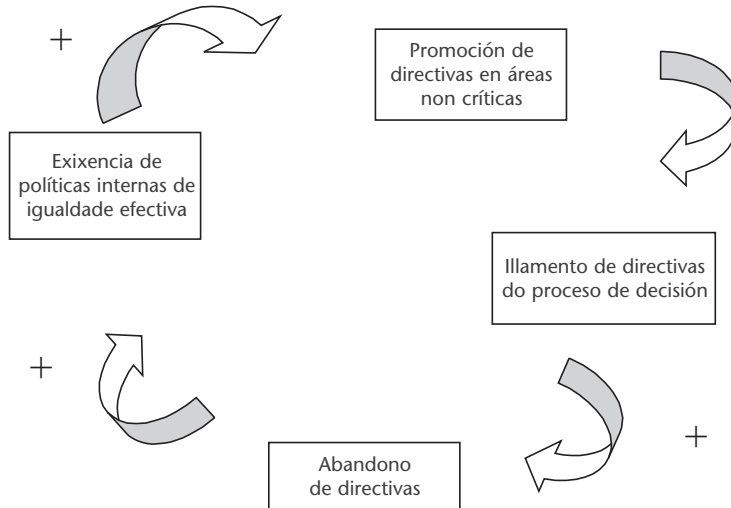 +
Promoción de
directivas en áreas
non críticas
Exixencia de
políticas internas de
igualdade efectiva
Illamento de directivas
do proceso de decisión
+
+
Abandono
de directivas